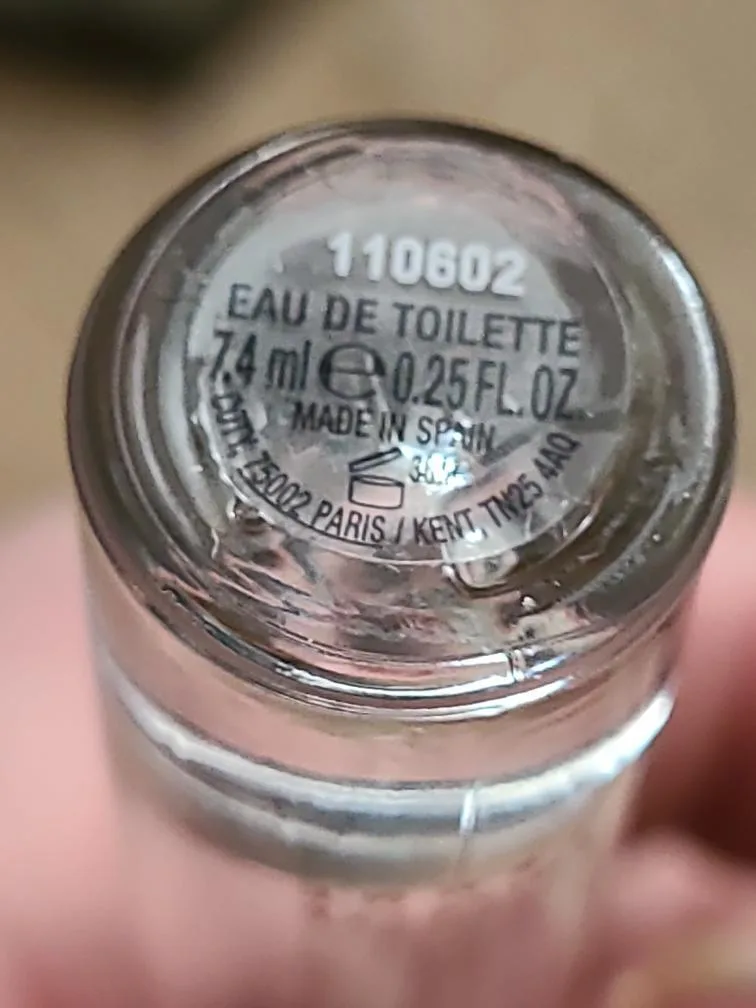 110602
EAU DE TOILETTE
7.4 ml e 0.25 FL. OZ.
MADE IN SPAIN
COTY, 75002 PARIS / KENT, TN25 4AQ